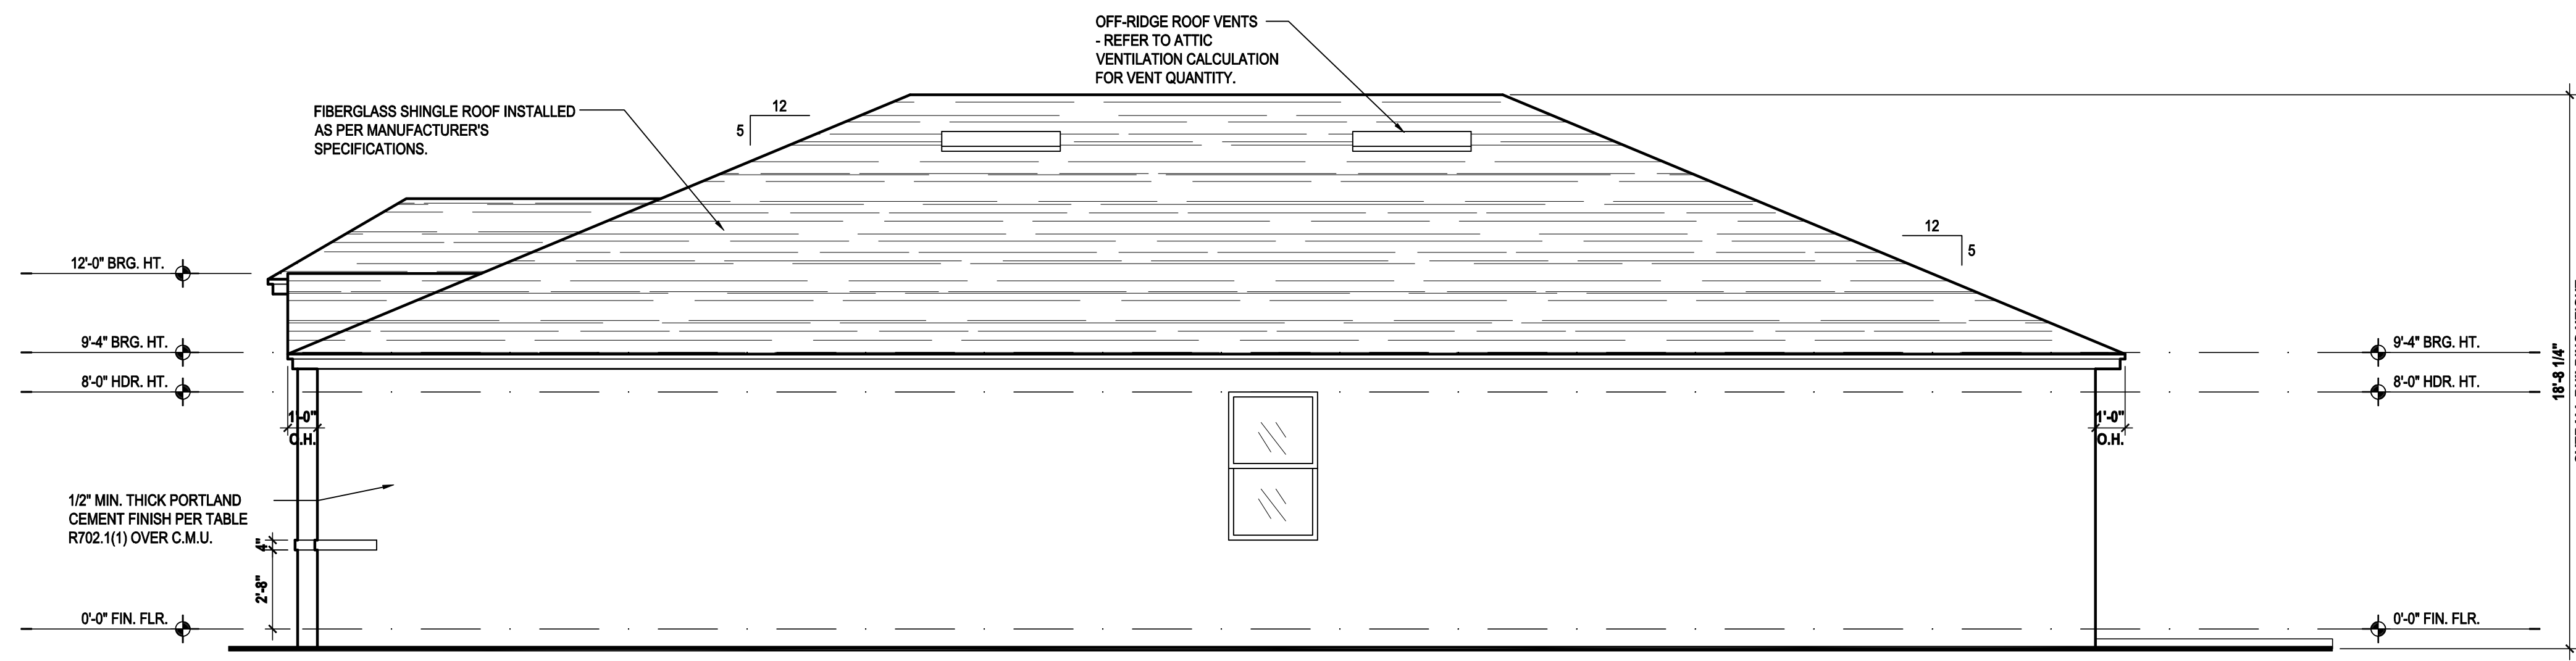 OFF-RIDGE ROOF VENTS
- REFER TO ATTIC
VENTILATION CALCULATION
FOR VENT QUANTITY.
FIBERGLASS SHINGLE ROOF INSTALLED
AS PER MANUFACTURER'S
SPECIFICATIONS.
12
5
12
5
12'-0" BRG. HT.
9'-4" BRG. HT.
8'-0" HDR. HT.
1'-0"
O.H.
1/2" MIN. THICK PORTLAND
CEMENT FINISH PER TABLE
R702.1(1) OVER C.M.U.
4"
2'-8"
0'-0" FIN. FLR.
9'-4" BRG. HT.
8'-0" HDR. HT.
1'-0"
O.H.
0'-0" FIN. FLR.
18'-8 1/4"